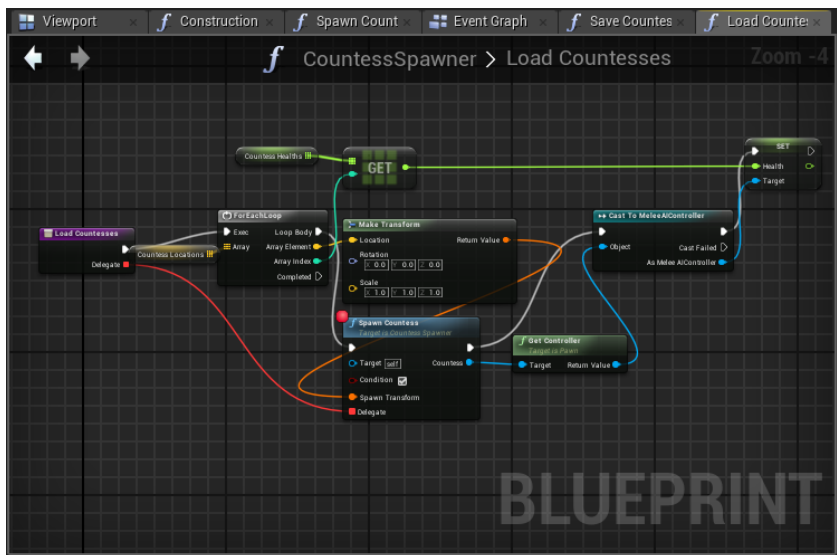 Viewport
Construction
Spawn Count
Event Graph
Save Countes
Load Countes
CountessSpawner > Load Countesses
Zoom -4
Countess Healths
GET
SET
Health
Target
Load Countesses
Delegate
Countess Locations
ForEachLoop
Exec
Loop Body
Array
Array Element
Array Index
Completed
Make Transform
Location
Return Value
Rotation
X 0.0 Y 0.0 Z 0.0
Scale
X 1.0 Y 1.0 Z 1.0
Cast To MeleeAIController
Object
Cast Failed
As Melee AIController
Spawn Countess
Target is Countess Spawner
Target self
Countess
Condition
Spawn Transform
Delegate
Get Controller
Target is Pawn
Target
Return Value
BLUEPRINT